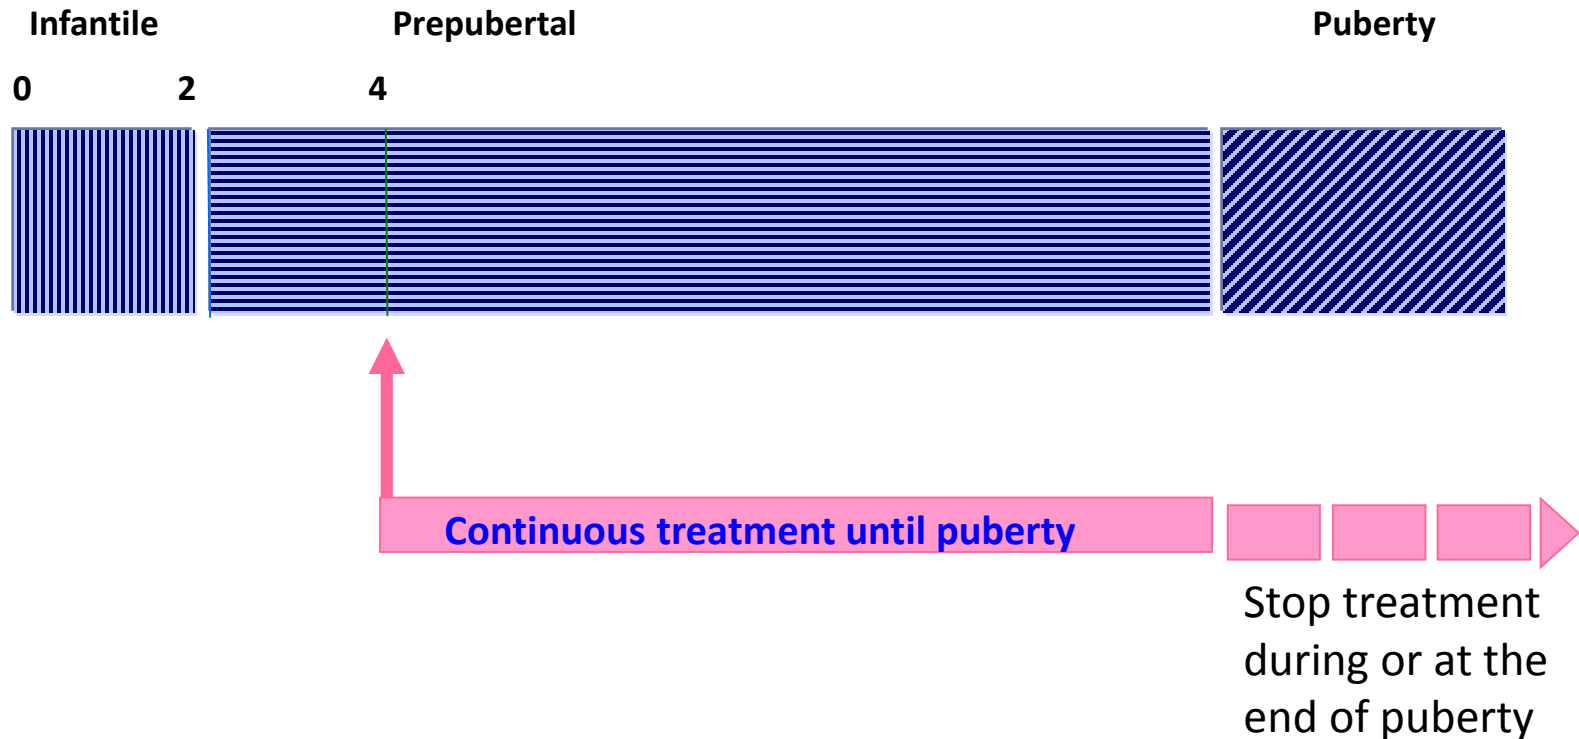 Infantile Prepubertal Puberty
0 2 4
Continuous treatment until puberty
Stop treatment
during or at the
end of puberty